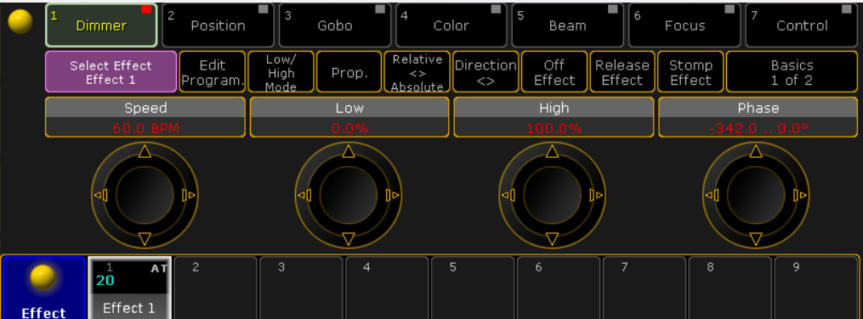 1 Dimmer
2 Position
3 Gobo
4 Color
5 Beam
6 Focus
7 Control
Select Effect
Effect 1
Edit
Program.
Low/
High
Mode
Prop.
Relative
<>
Absolute
Direction
<>
Off
Effect
Release
Effect
Stomp
Effect
Basics
1 of 2
Speed
60.0 BPM
Low
0.0%
High
100.0%
Phase
-342.0 .. 0.0°
Effect
1 AT
20
Effect 1
2
3
4
5
6
7
8
9